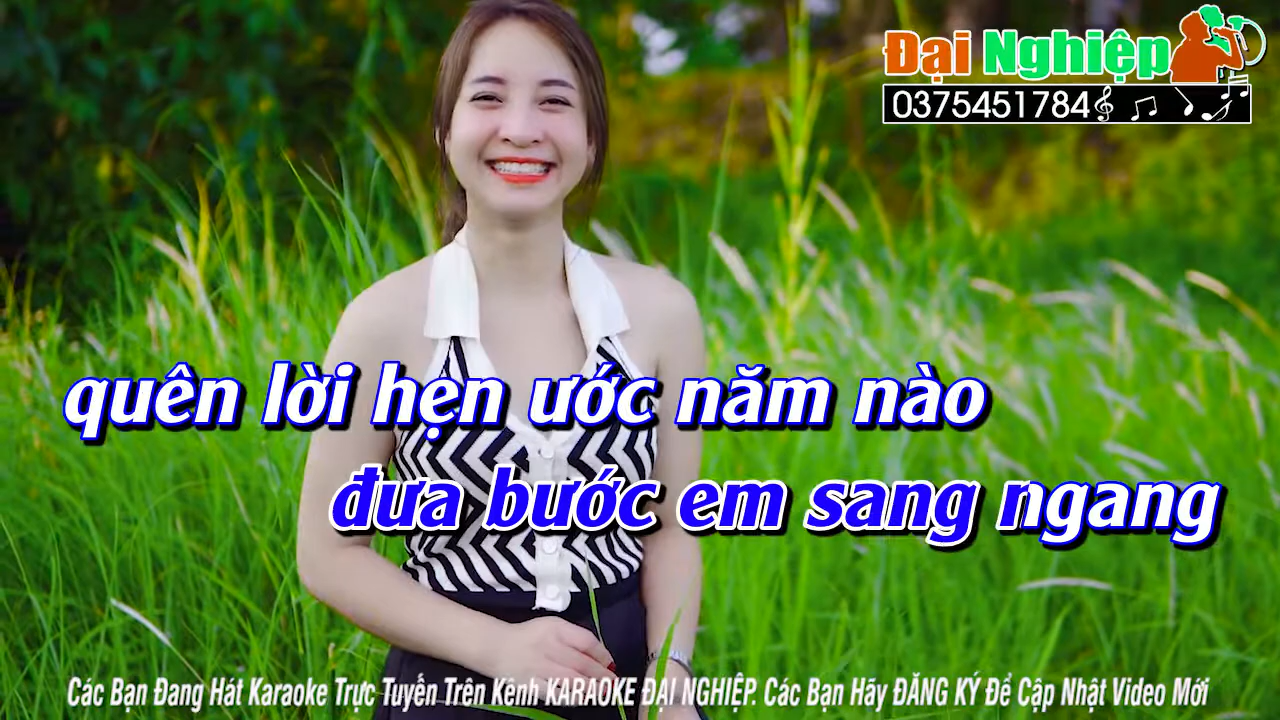 Đại Nghiệp
0375451784
quên lời hẹn ước năm nào
đưa bước em sang ngang
Các Bạn Đang Hát Karaoke Trực Tuyến Trên Kênh KARAOKE ĐẠI NGHIỆP. Các Bạn Hãy ĐĂNG KÝ Để Cập Nhật Video Mới